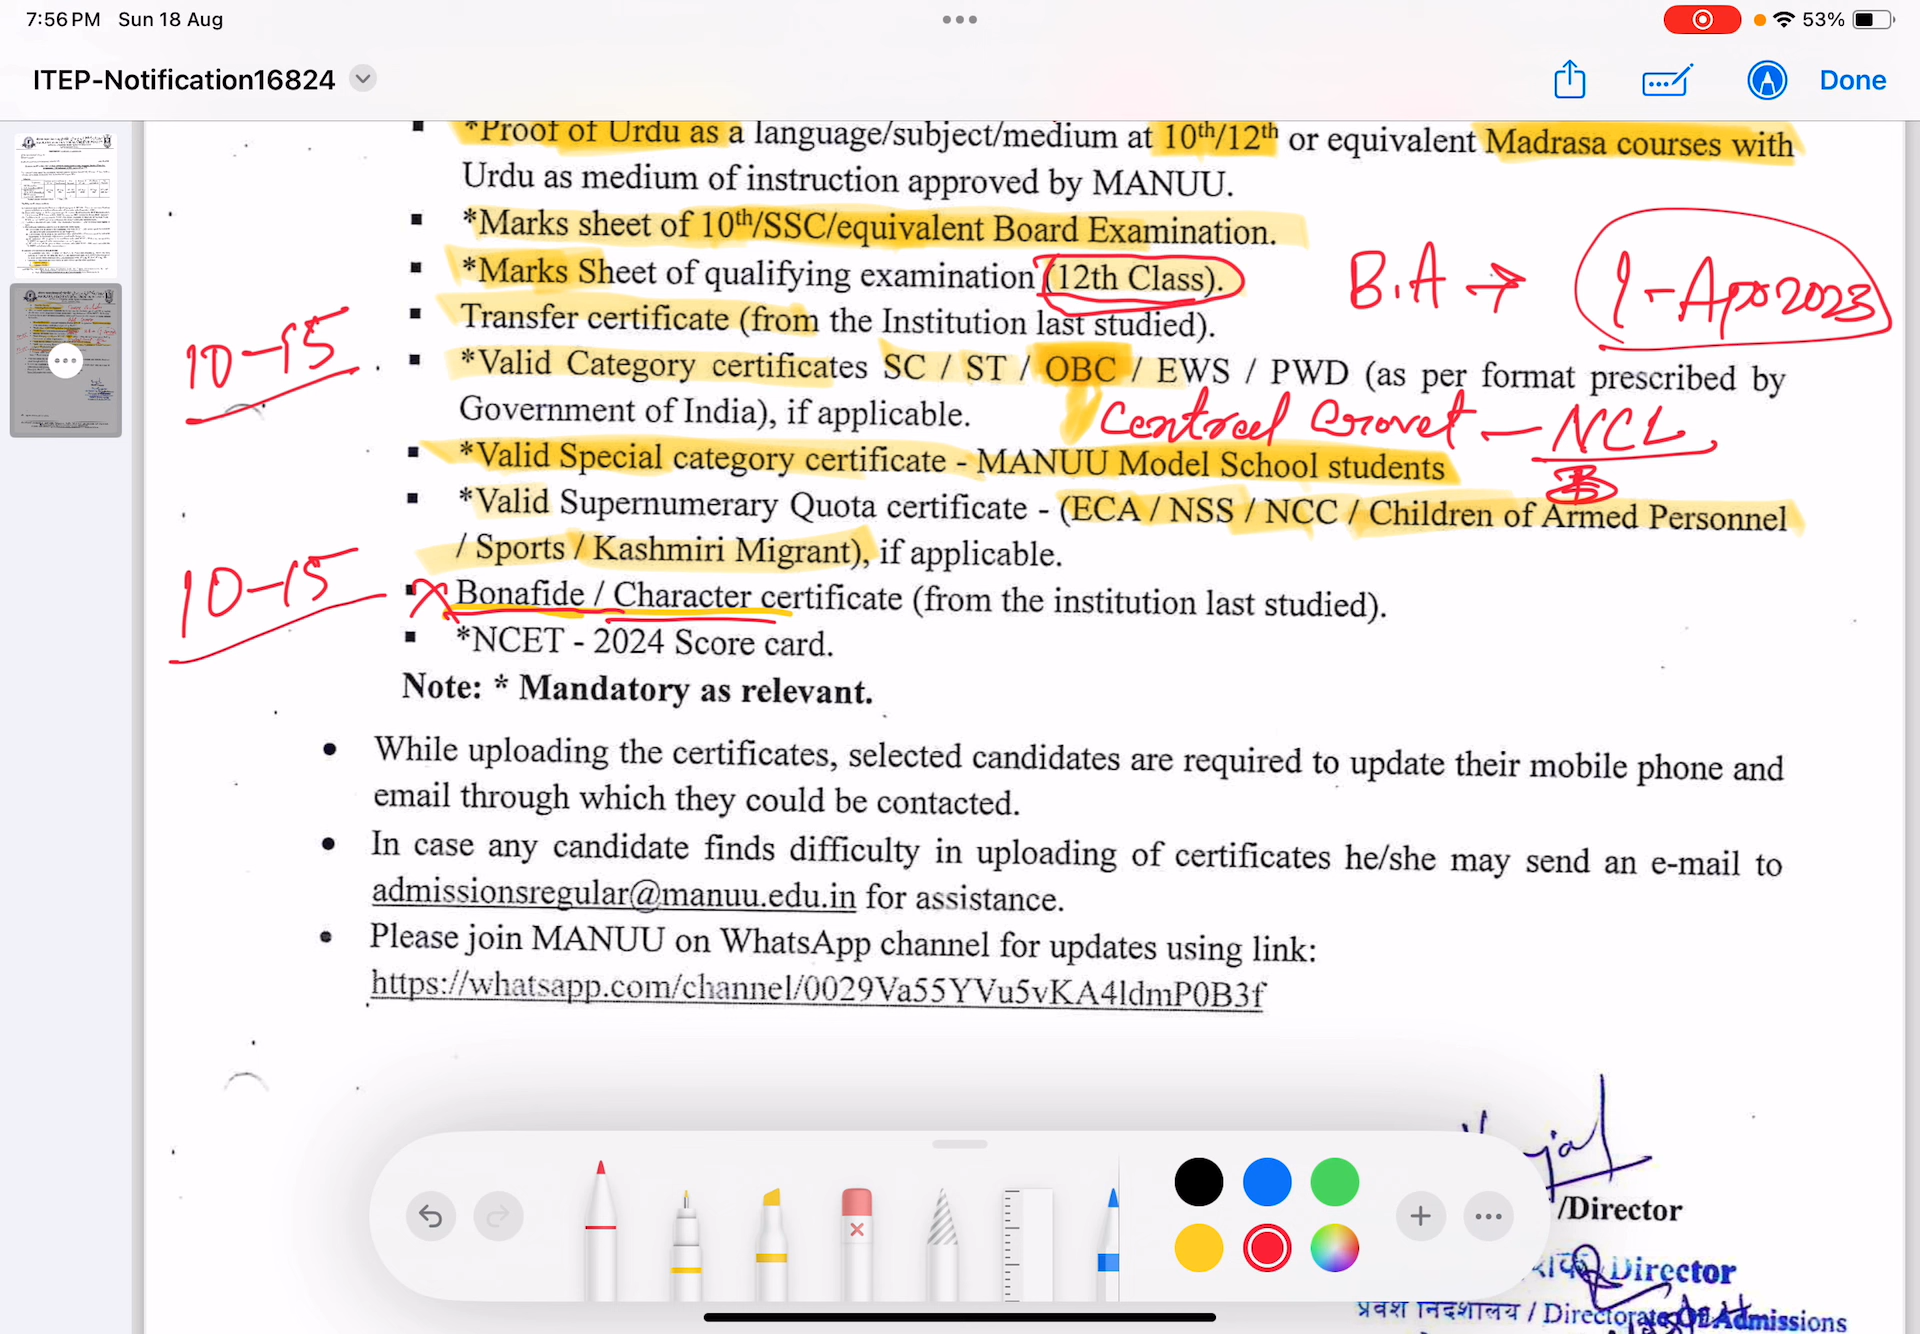 7:56 PM Sun 18 Aug
53%
ITEP-Notification16824
Done
*Proof of Urdu as a language/subject/medium at 10th/12th or equivalent Madrasa courses with
Urdu as medium of instruction approved by MANUU.
*Marks sheet of 10th/SSC/equivalent Board Examination.
*Marks Sheet of qualifying examination (12th Class).
B.A → 1-Apr 2023
Transfer certificate (from the Institution last studied).
10-15
*Valid Category certificates SC / ST / OBC / EWS / PWD (as per format prescribed by
Government of India), if applicable.
Central Govt - NCL
*Valid Special category certificate - MANUU Model School students
*Valid Supernumerary Quota certificate - (ECA / NSS / NCC / Children of Armed Personnel
/ Sports / Kashmiri Migrant), if applicable.
10-15
Bonafide / Character certificate (from the institution last studied).
*NCET - 2024 Score card.
Note: * Mandatory as relevant.
While uploading the certificates, selected candidates are required to update their mobile phone and
email through which they could be contacted.
In case any candidate finds difficulty in uploading of certificates he/she may send an e-mail to
admissionsregular@manuu.edu.in for assistance.
Please join MANUU on WhatsApp channel for updates using link:
https://whatsapp.com/channel/0029Va55YVu5vKA4ldmP0B3f
/Director
Director
/ Directorate Of Admissions